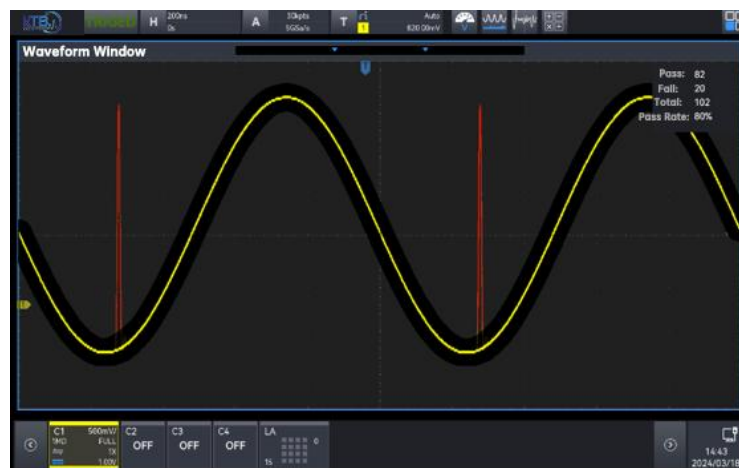 H 200ns 0s
A 10kpts 5GSa/s
T 1 Auto 820.00mV
V
Waveform Window
T
Pass: 82
Fail: 20
Total: 102
Pass Rate: 80%
C1 500mV/ FULL 1X 1.00V
C2 OFF
C3 OFF
C4 OFF
LA 0 15
14:43
2024/03/18